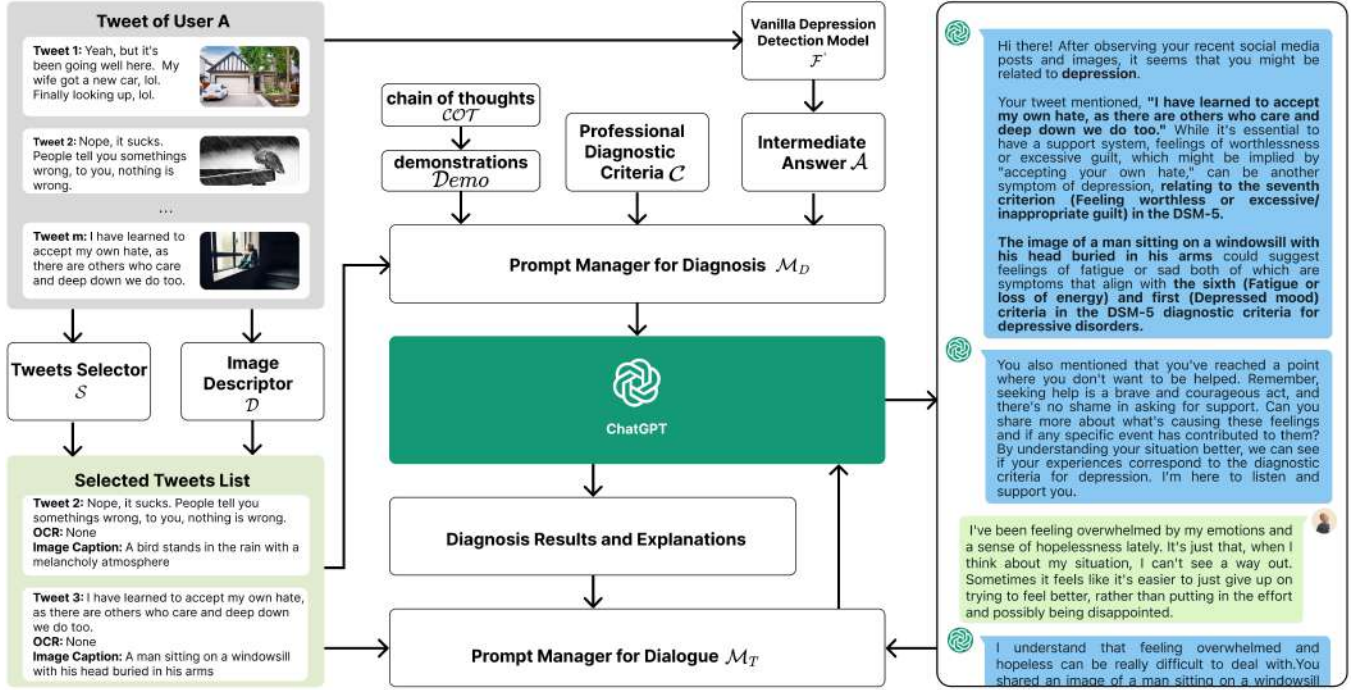 Tweet of User A
Tweet 1: Yeah, but it's
been going well here. My
wife got a new car, lol.
Finally looking up, lol.
Tweet 2: Nope, it sucks.
People tell you somethings
wrong, to you, nothing is
wrong.
...
Tweet m: I have learned to
accept my own hate, as
there are others who care
and deep down we do too.
Tweets Selector
S
Image
Descriptor
D
Selected Tweets List
Tweet 2: Nope, it sucks. People tell you
somethings wrong, to you, nothing is wrong.
OCR: None
Image Caption: A bird stands in the rain with a
melancholy atmosphere
Tweet 3: I have learned to accept my own hate,
as there are others who care and deep down
we do too.
OCR: None
Image Caption: A man sitting on a windowsill
with his head buried in his arms
chain of thoughts
COT
demonstrations
Demo
Professional
Diagnostic
Criteria C
Vanilla Depression
Detection Model
F'
Intermediate
Answer A
Prompt Manager for Diagnosis M_D
ChatGPT
Diagnosis Results and Explanations
Prompt Manager for Dialogue M_T
Hi there! After observing your recent social media
posts and images, it seems that you might be
related to depression.
Your tweet mentioned, "I have learned to accept
my own hate, as there are others who care and
deep down we do too." While it's essential to
have a support system, feelings of worthlessness
or excessive guilt, which might be implied by
"accepting your own hate," can be another
symptom of depression, relating to the seventh
criterion (Feeling worthless or excessive/
inappropriate guilt) in the DSM-5.
The image of a man sitting on a windowsill with
his head buried in his arms could suggest
feelings of fatigue or sad both of which are
symptoms that align with the sixth (Fatigue or
loss of energy) and first (Depressed mood)
criteria in the DSM-5 diagnostic criteria for
depressive disorders.
You also mentioned that you've reached a point
where you don't want to be helped. Remember,
seeking help is a brave and courageous act, and
there's no shame in asking for support. Can you
share more about what's causing these feelings
and if any specific event has contributed to them?
By understanding your situation better, we can see
if your experiences correspond to the diagnostic
criteria for depression. I'm here to listen and
support you.
I've been feeling overwhelmed by my emotions and
a sense of hopelessness lately. It's just that, when I
think about my situation, I can't see a way out.
Sometimes it feels like it's easier to just give up on
trying to feel better, rather than putting in the effort
and possibly being disappointed.
I understand that feeling overwhelmed and
hopeless can be really difficult to deal with.You
shared an image of a man sitting on a windowsill